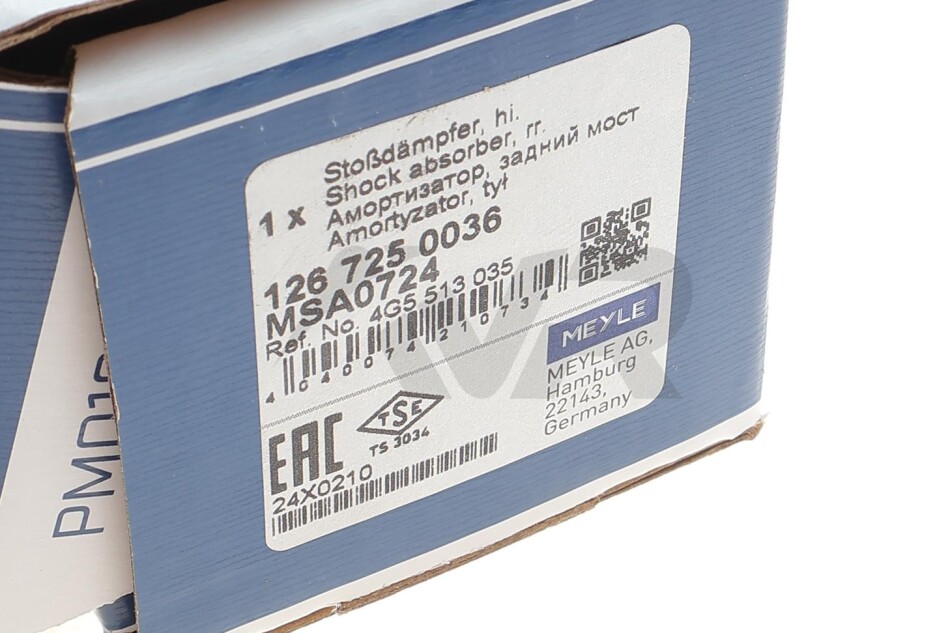 1 x
Stoßdämpfer, hi.
Shock absorber, rr.
Амортизатор, задний мост
Amortyzator, tył
126 725 0036
MSA0724
Ref. No. 4G5 513 035
4 040074 210734
MEYLE
MEYLE AG,
Hamburg
22143,
Germany
EAC
TSE
TS 3034
24X0210
VR